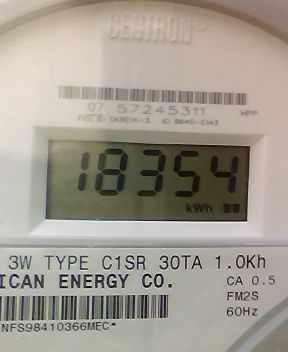 CENTRON®
07 57245311 HPP
18354
kWh
3W TYPE C1SR 30TA 1.0Kh
ICAN ENERGY CO. CA 0.5
FM2S
60Hz
NFS98410366MEC*